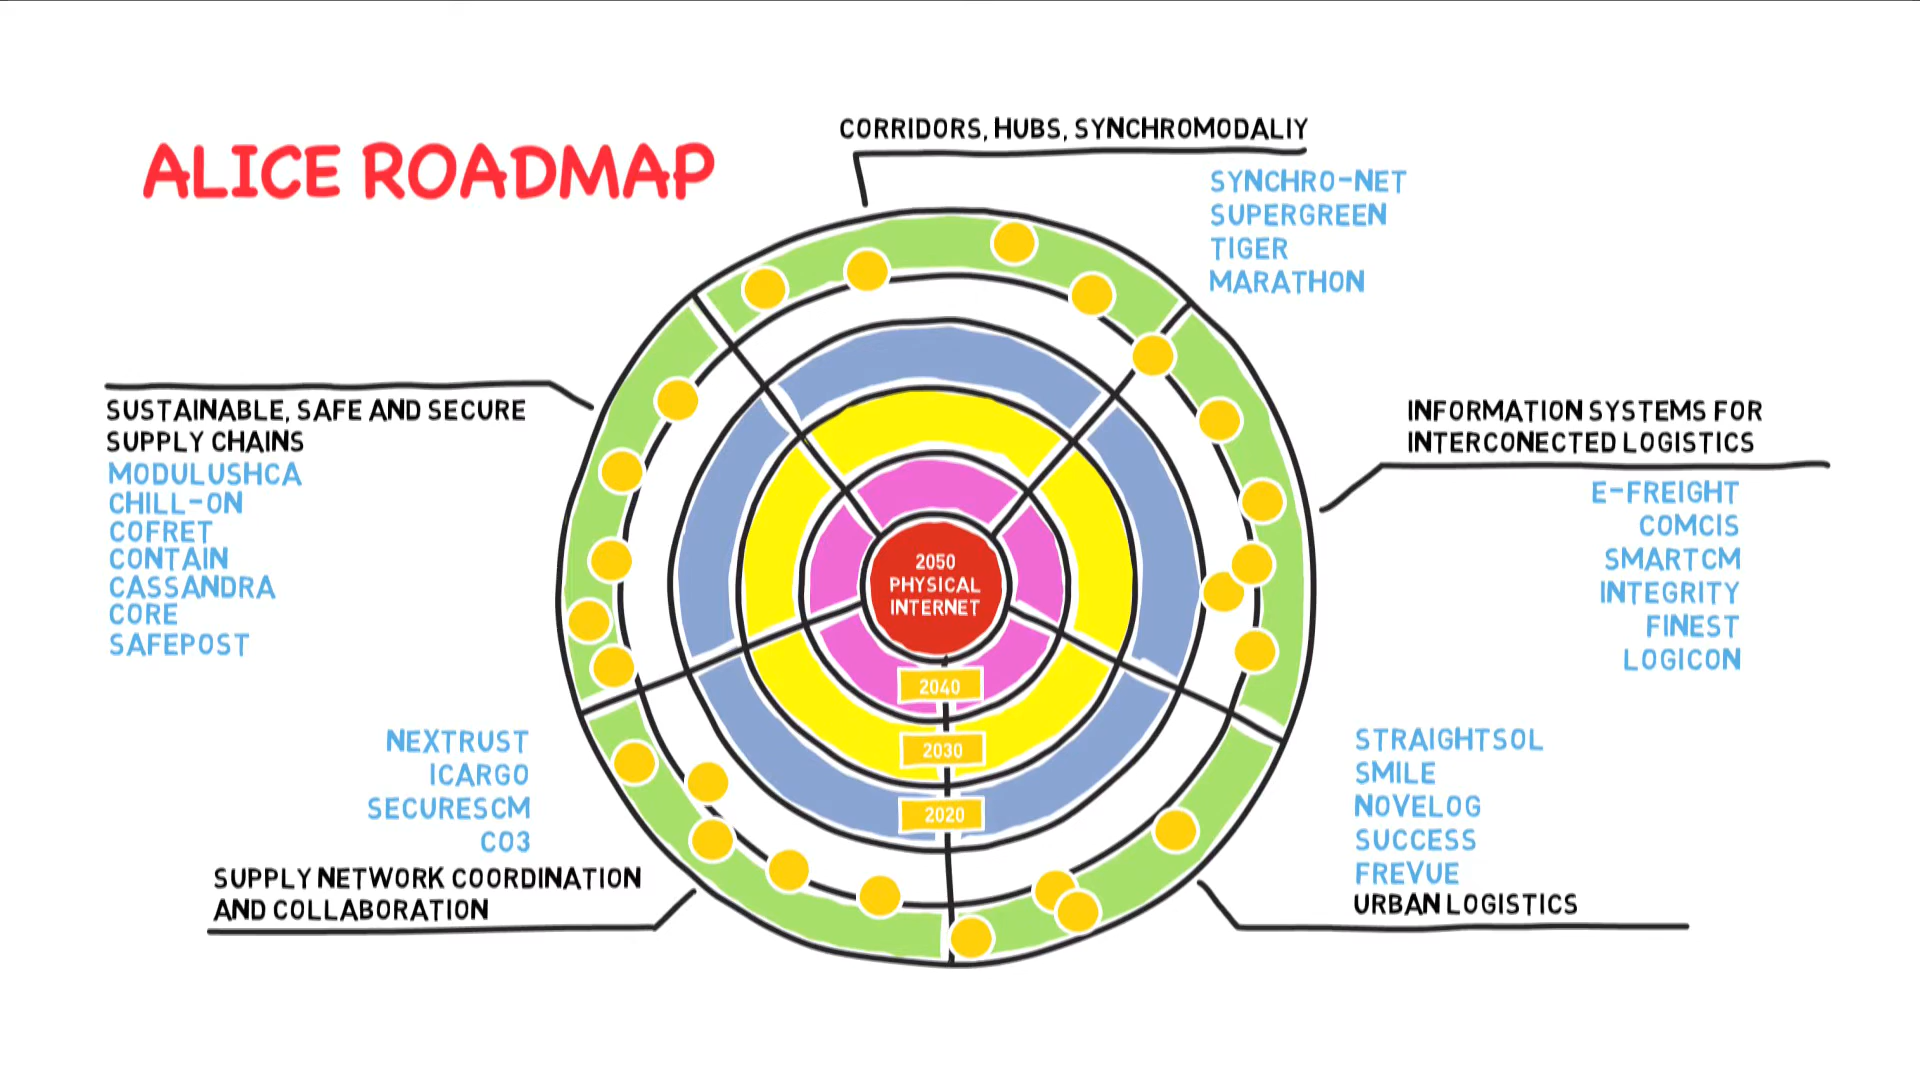 ALICE ROADMAP
CORRIDORS, HUBS, SYNCHROMODALIY
SYNCHRO-NET
SUPERGREEN
TIGER
MARATHON
SUSTAINABLE, SAFE AND SECURE
SUPPLY CHAINS
MODULUSHCA
CHILL-ON
COFRET
CONTAIN
CASSANDRA
CORE
SAFEPOST
INFORMATION SYSTEMS FOR
INTERCONECTED LOGISTICS
E-FREIGHT
COMCIS
SMARTCM
INTEGRITY
FINEST
LOGICON
2050
PHYSICAL
INTERNET
2040
2030
2020
NEXTRUST
ICARGO
SECURESCM
CO3
SUPPLY NETWORK COORDINATION
AND COLLABORATION
STRAIGHTSOL
SMILE
NOVELOG
SUCCESS
FREVUE
URBAN LOGISTICS